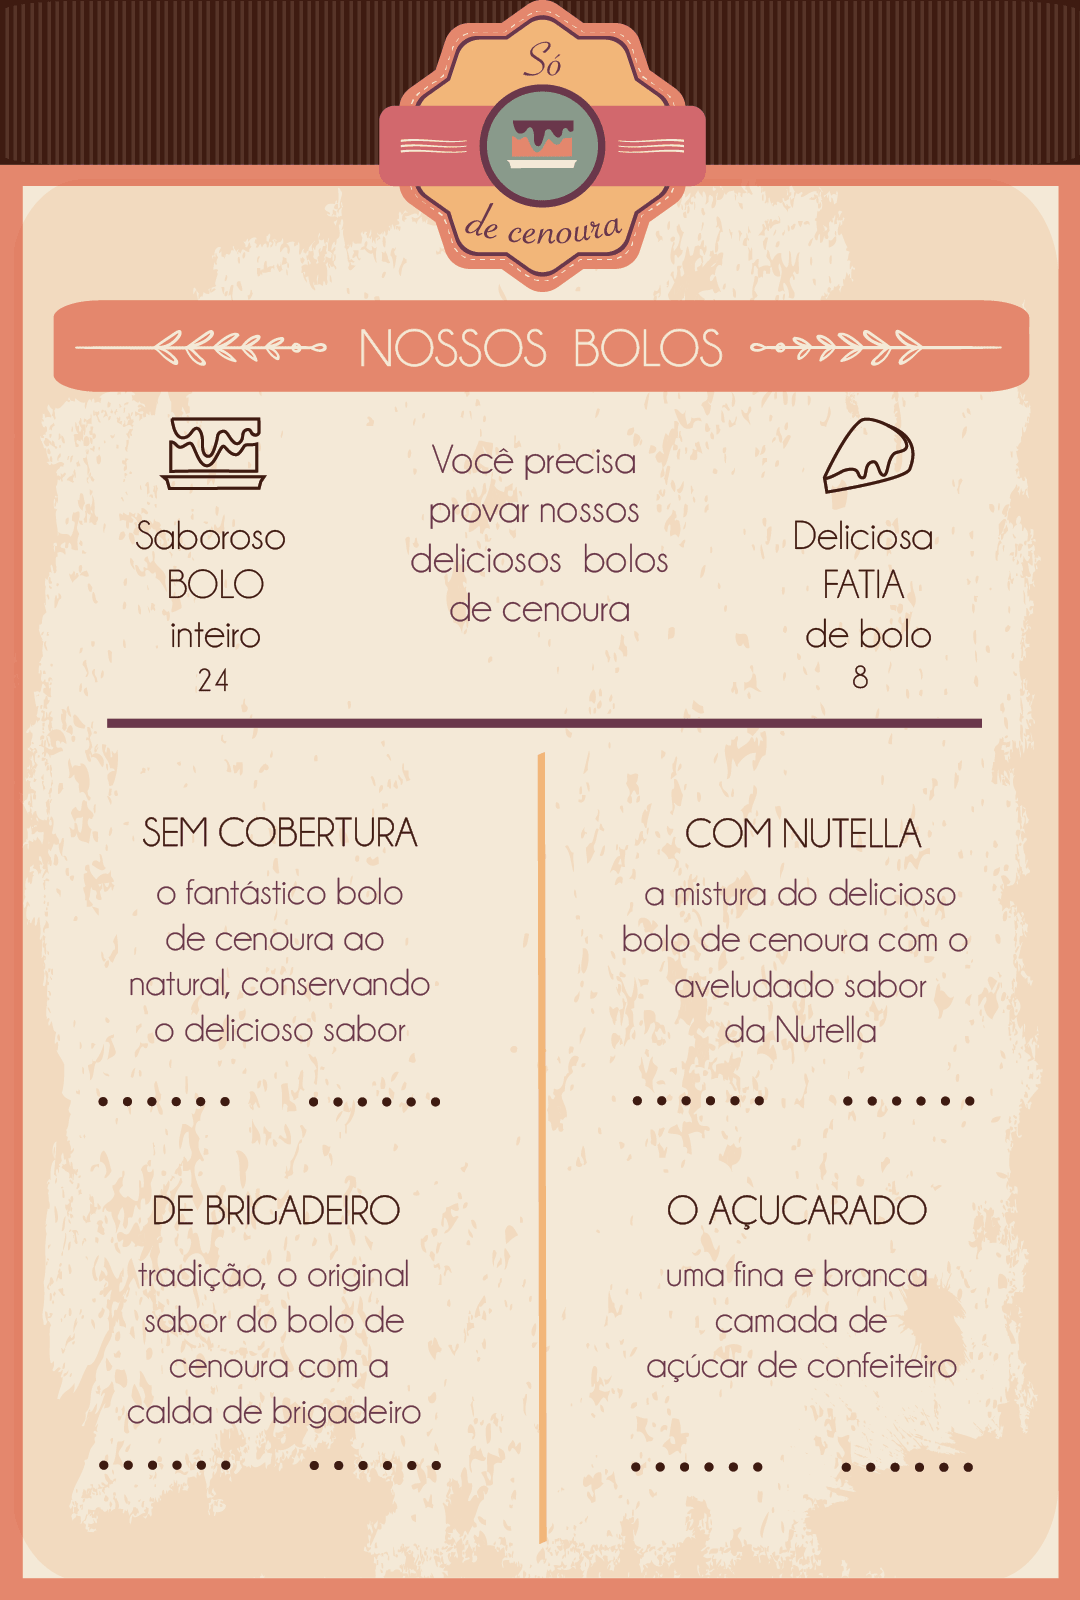 Só
de cenoura
NOSSOS BOLOS
Saboroso
BOLO
inteiro
24
Você precisa
provar nossos
deliciosos bolos
de cenoura
Deliciosa
FATIA
de bolo
8
SEM COBERTURA
o fantástico bolo
de cenoura ao
natural, conservando
o delicioso sabor
COM NUTELLA
a mistura do delicioso
bolo de cenoura com o
aveludado sabor
da Nutella
DE BRIGADEIRO
tradição, o original
sabor do bolo de
cenoura com a
calda de brigadeiro
O AÇUCARADO
uma fina e branca
camada de
açúcar de confeiteiro